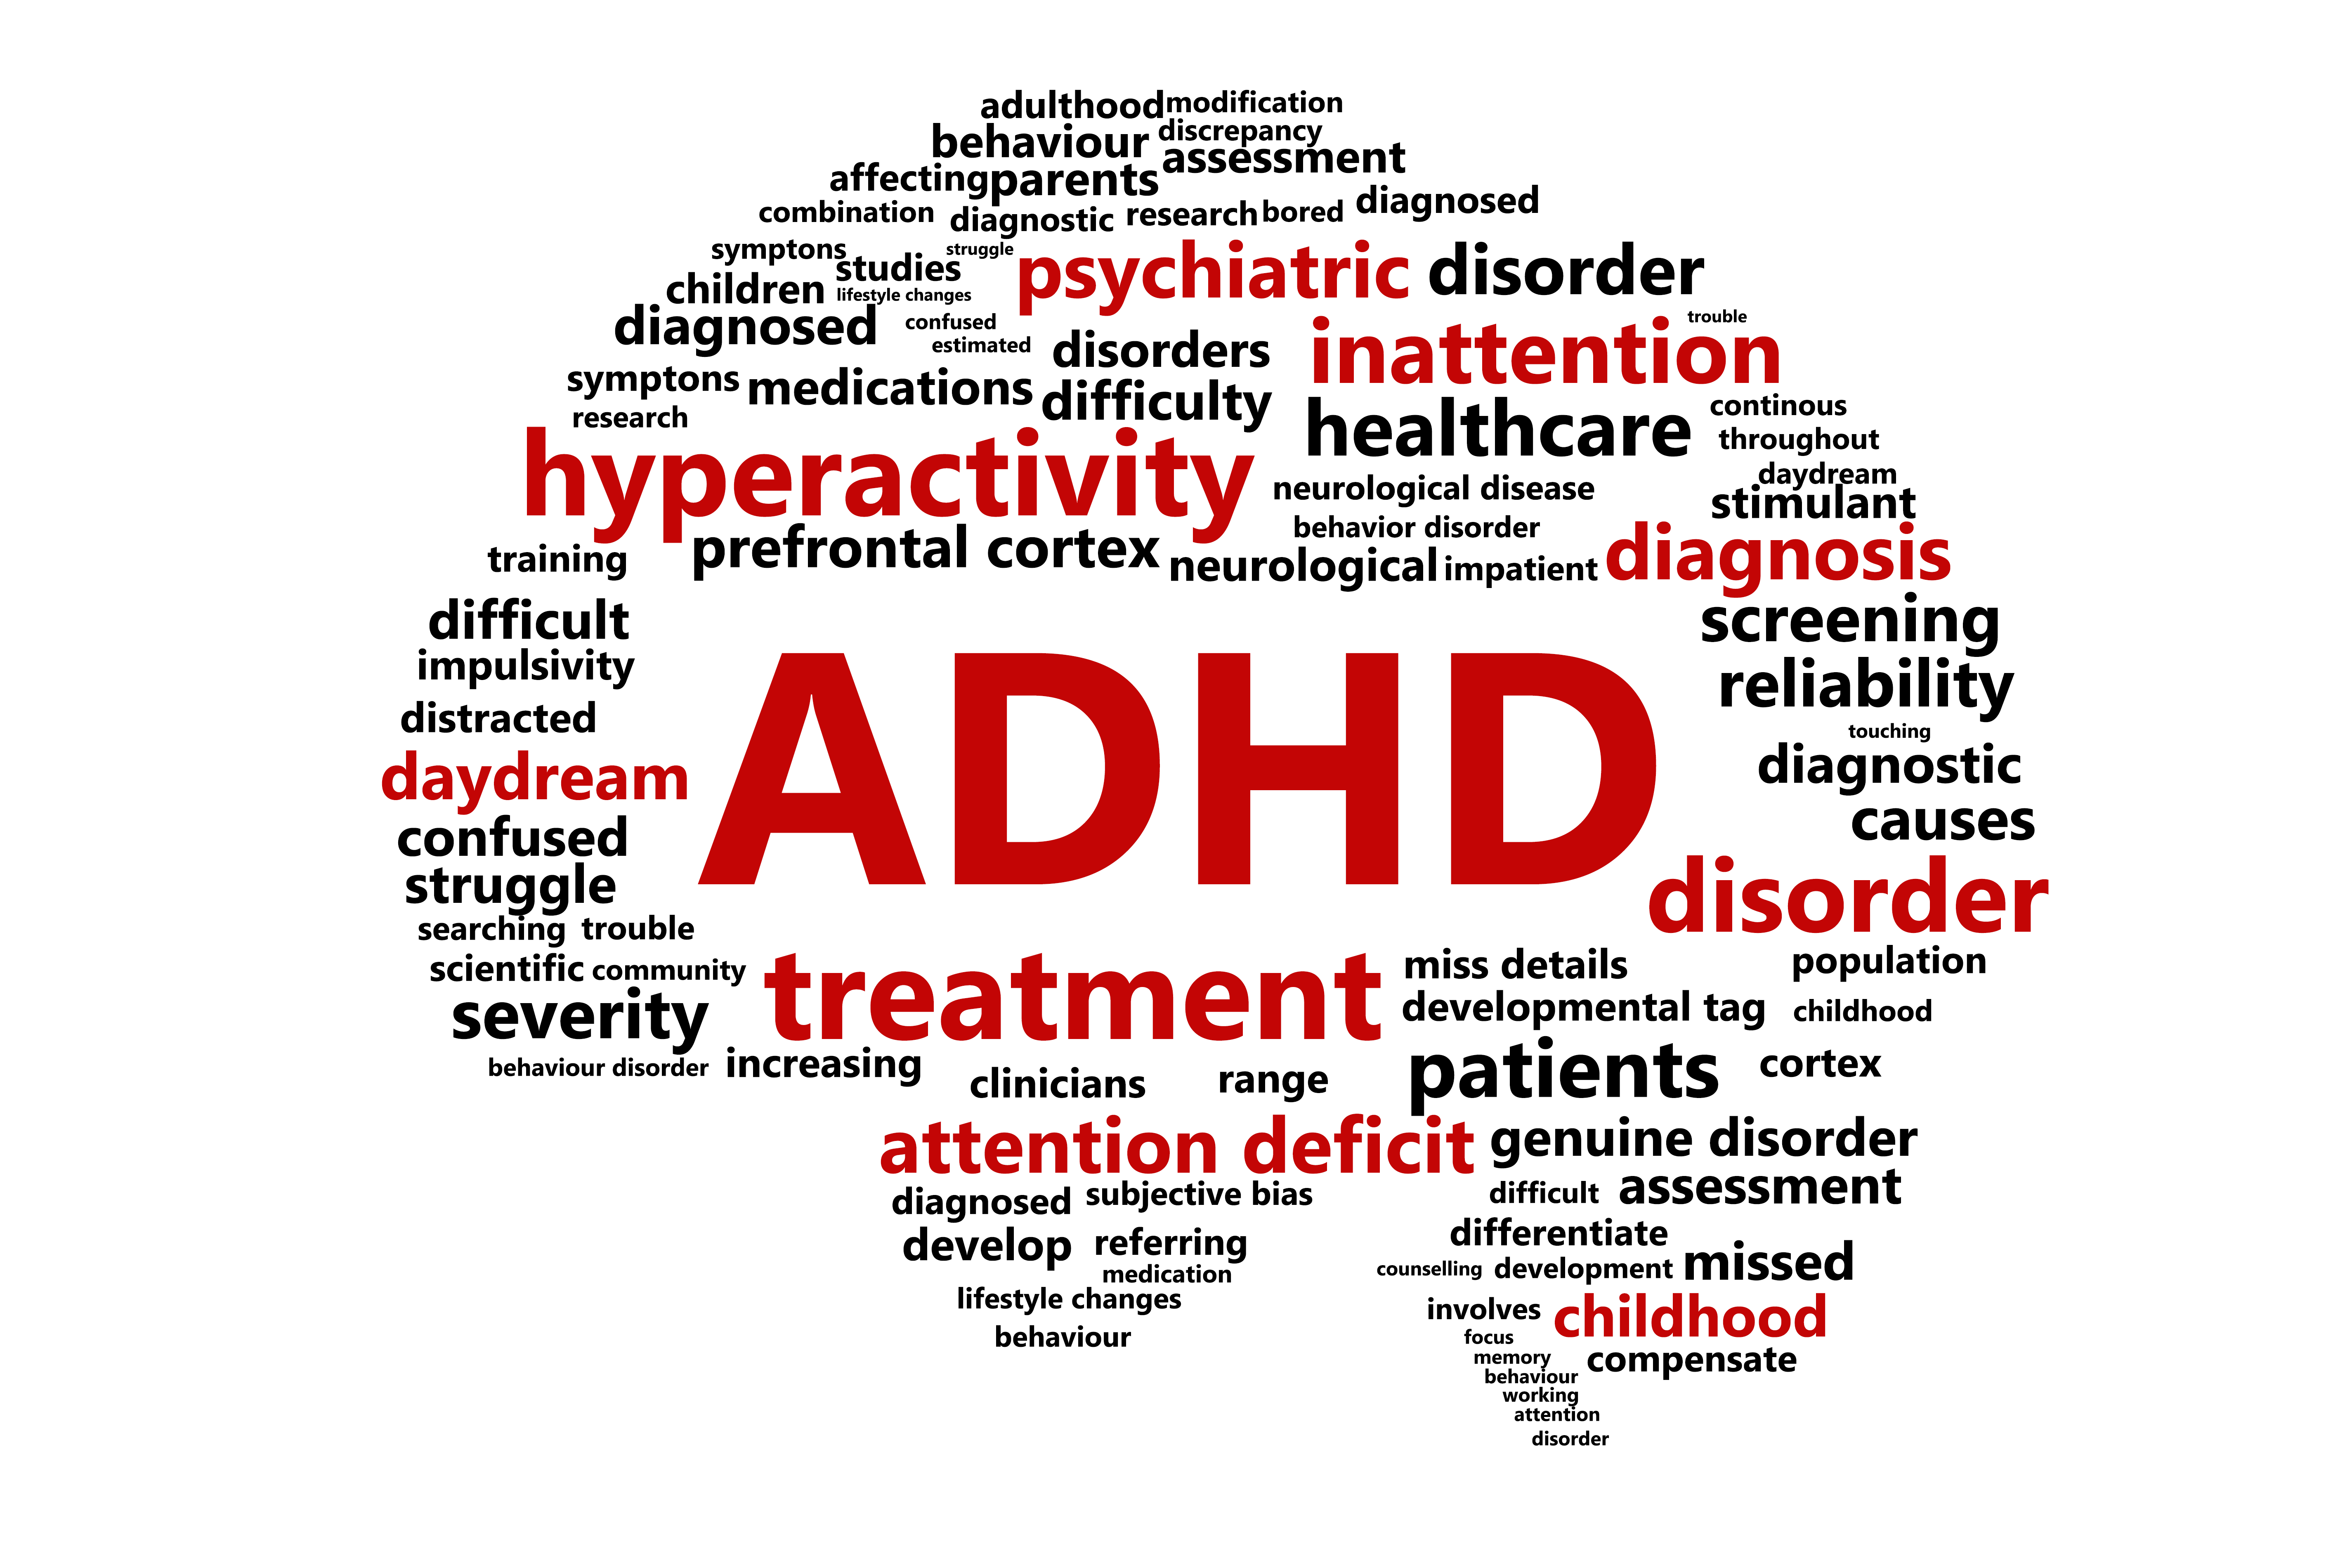 adulthood modification
behaviour discrepancy
assessment
affecting parents
combination diagnostic research bored diagnosed
symptons studies struggle psychiatric disorder
children lifestyle changes
diagnosed confused trouble
estimated disorders inattention
symptons medications difficulty healthcare continous
research throughout
hyperactivity neurological disease daydream
stimulant
behavior disorder
training prefrontal cortex neurological impatient diagnosis
difficult screening
impulsivity reliability
distracted touching
daydream ADHD diagnostic
confused causes
struggle disorder
searching trouble
scientific community treatment miss details population
severity developmental tag childhood
behaviour disorder increasing clinicians range patients cortex
attention deficit genuine disorder
diagnosed subjective bias difficult assessment
develop referring differentiate
medication counselling development missed
lifestyle changes involves childhood
behaviour focus
memory compensate
behaviour
working
attention
disorder